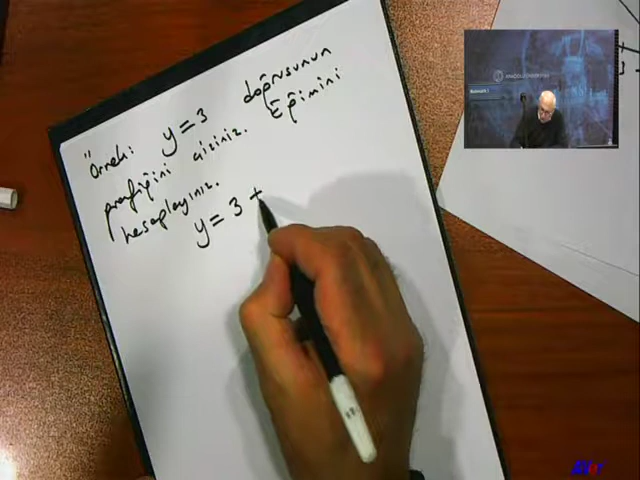 Örnek: y = 3 doğrusunun
grafiğini çiziniz. Eğimini
hesaplayınız.
y = 3 +